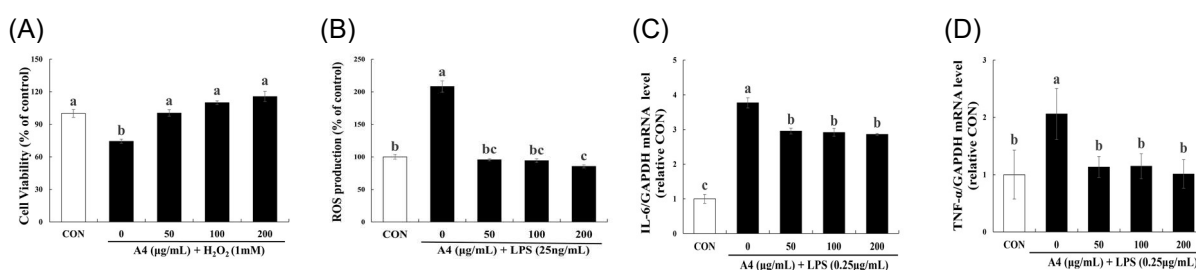 (A)
Cell Viability (% of control)
150
120
90
60
30
0
a
b
a
a
a
CON
0
50
100
200
A4 (μg/mL) + H₂O₂ (1mM)
(B)
ROS production (% of control)
250
200
150
100
50
0
b
a
bc
bc
c
CON
0
50
100
200
A4 (μg/mL) + LPS (25ng/mL)
(C)
IL-6/GAPDH mRNA level
(relative CON)
5
4
3
2
1
0
c
a
b
b
b
CON
0
50
100
200
A4 (μg/mL) + LPS (0.25μg/mL)
(D)
TNF-α/GAPDH mRNA level
(relative CON)
3
2
1
0
b
a
b
b
b
CON
0
50
100
200
A4 (μg/mL) + LPS (0.25μg/mL)